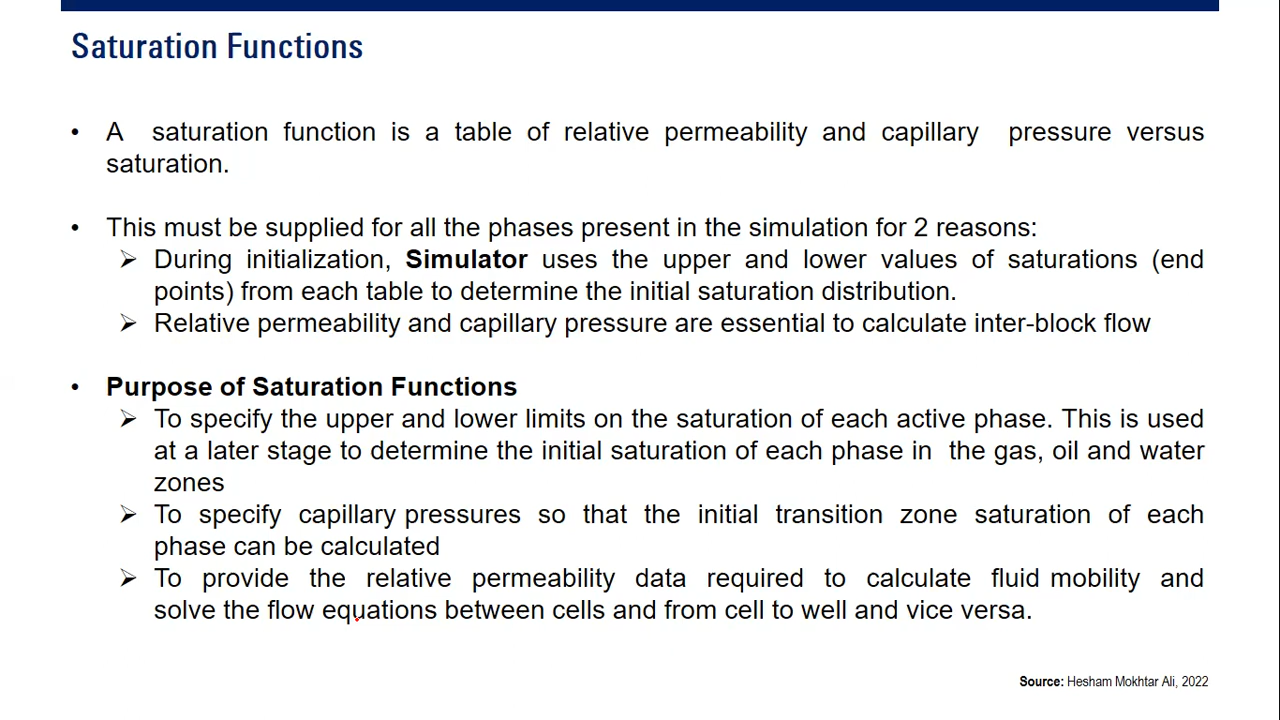 Saturation Functions
• A saturation function is a table of relative permeability and capillary pressure versus
saturation.
• This must be supplied for all the phases present in the simulation for 2 reasons:
➢ During initialization, Simulator uses the upper and lower values of saturations (end
points) from each table to determine the initial saturation distribution.
➢ Relative permeability and capillary pressure are essential to calculate inter-block flow
• Purpose of Saturation Functions
➢ To specify the upper and lower limits on the saturation of each active phase. This is used
at a later stage to determine the initial saturation of each phase in the gas, oil and water
zones
➢ To specify capillary pressures so that the initial transition zone saturation of each
phase can be calculated
➢ To provide the relative permeability data required to calculate fluid mobility and
solve the flow equations between cells and from cell to well and vice versa.
Source: Hesham Mokhtar Ali, 2022